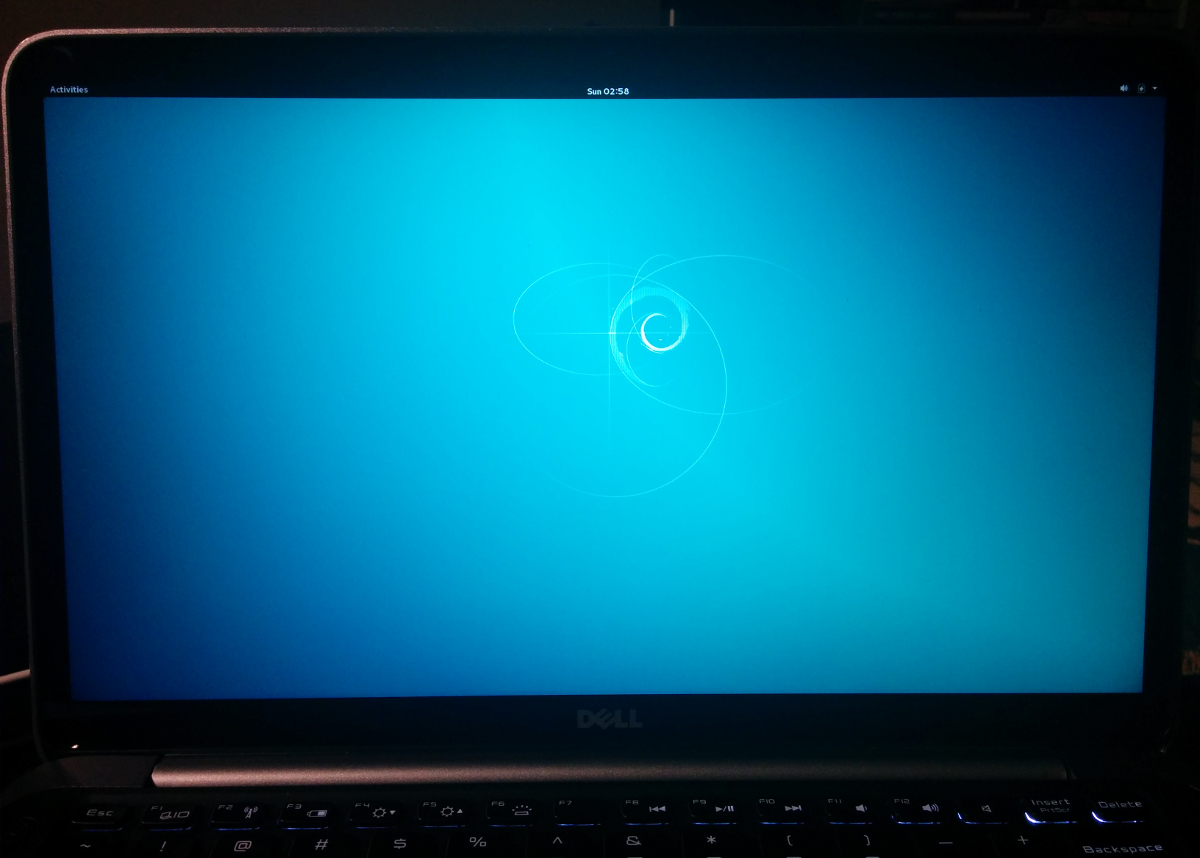 Activities Sun 02:58
DELL
Esc F1 F2 F3 F4 F5 F6 F7 F8 F9 F10 F11 F12 Insert Delete
PrtScr
~ ! @ # $ % ^ & * ( ) — + Backspace